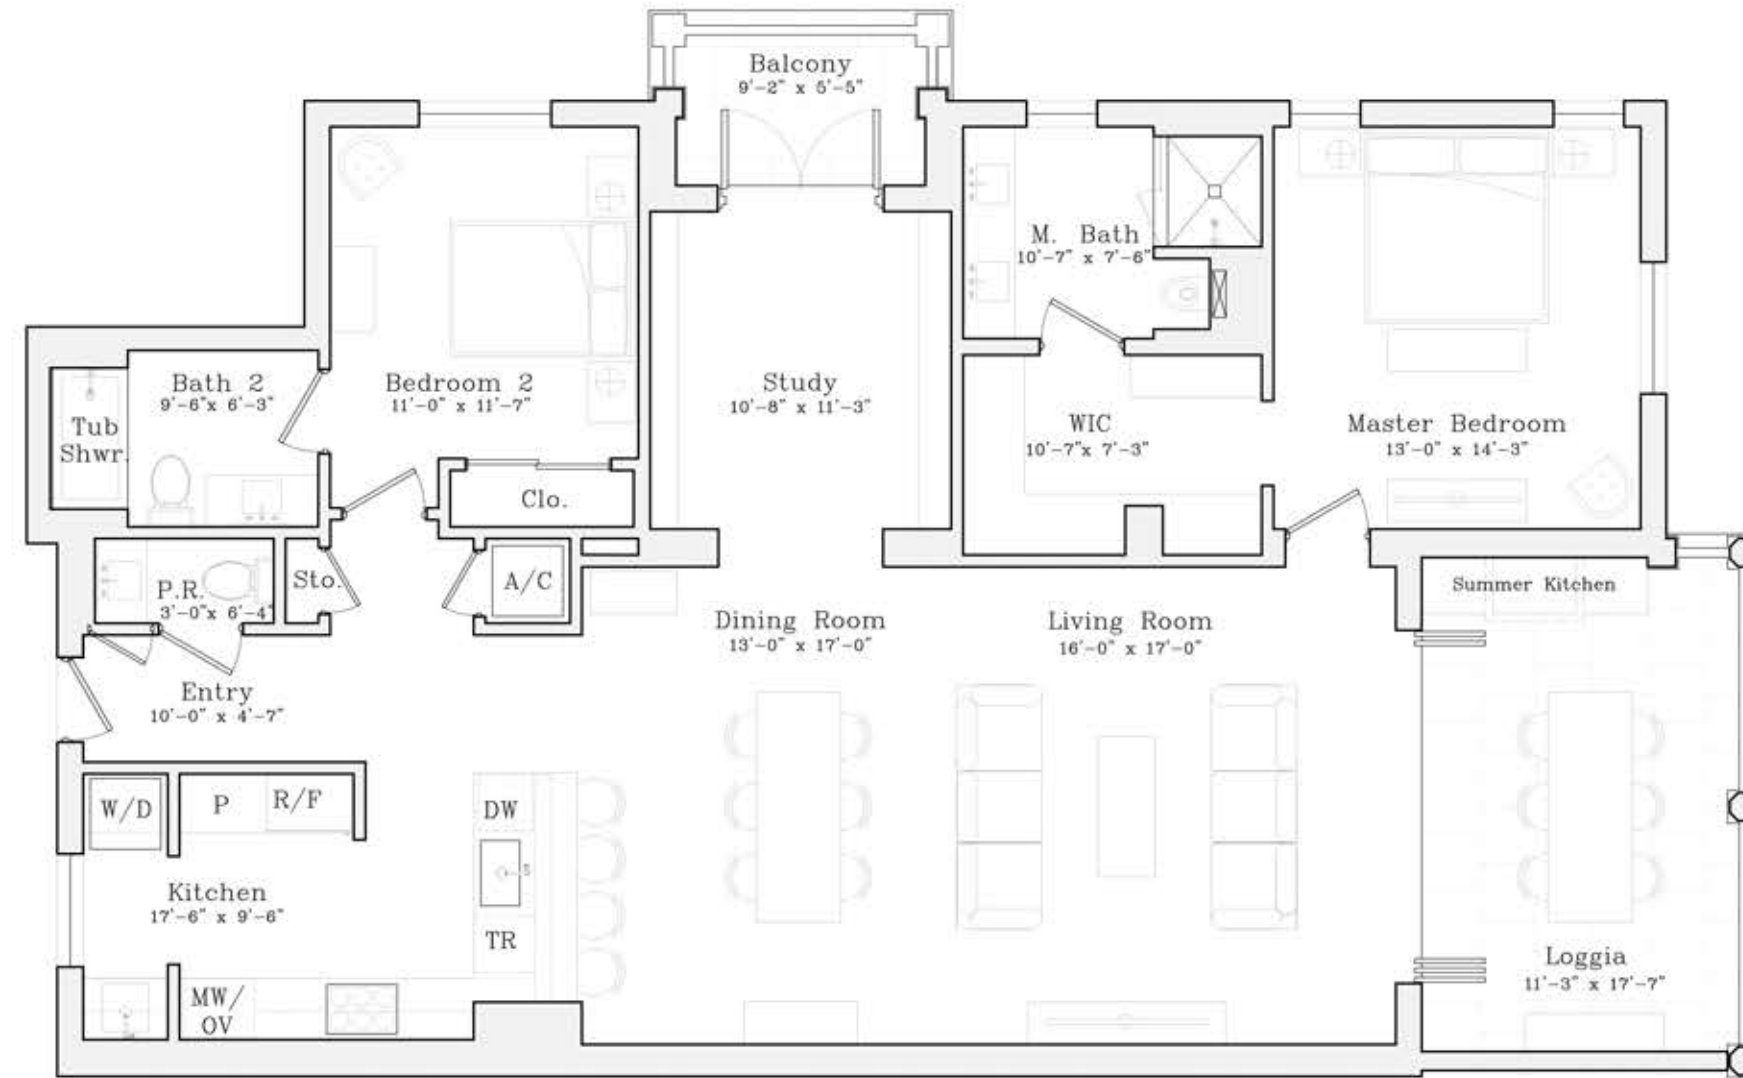 Balcony
9'-2" x 5'-5"
M. Bath
10'-7" x 7'-6"
Bath 2
9'-6"x 6'-3"
Tub
Shwr.
Bedroom 2
11'-0" x 11'-7"
Study
10'-8" x 11'-3"
WIC
10'-7"x 7'-3"
Master Bedroom
13'-0" x 14'-3"
Clo.
P.R.
3'-0"x 6'-4"
Sto.
A/C
Dining Room
13'-0" x 17'-0"
Living Room
16'-0" x 17'-0"
Summer Kitchen
Entry
10'-0" x 4'-7"
W/D
P
R/F
DW
Kitchen
17'-6" x 9'-6"
TR
MW/
OV
Loggia
11'-3" x 17'-7"